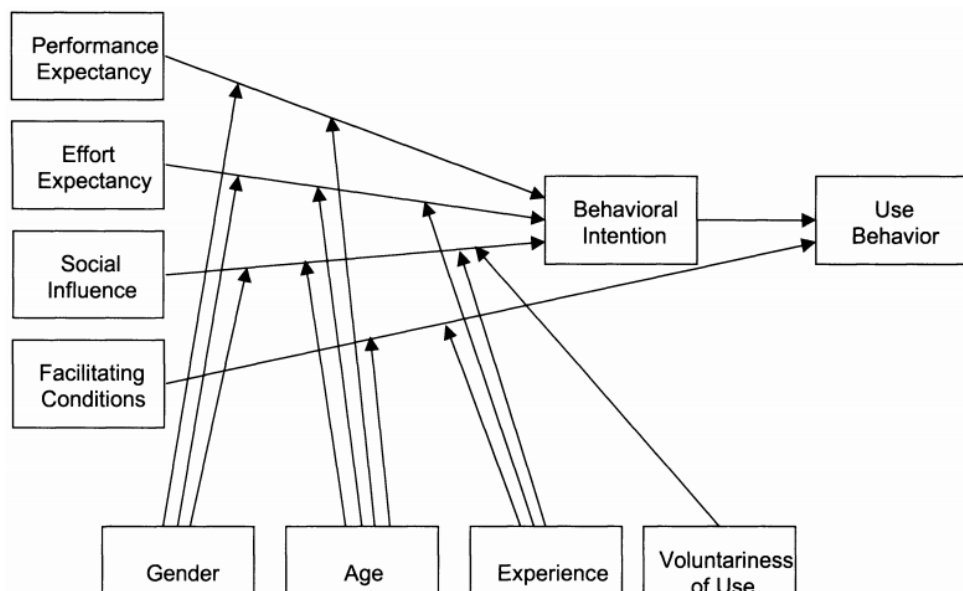 Performance
Expectancy
Effort
Expectancy
Social
Influence
Facilitating
Conditions
Behavioral
Intention
Use
Behavior
Gender
Age
Experience
Voluntariness
of Use